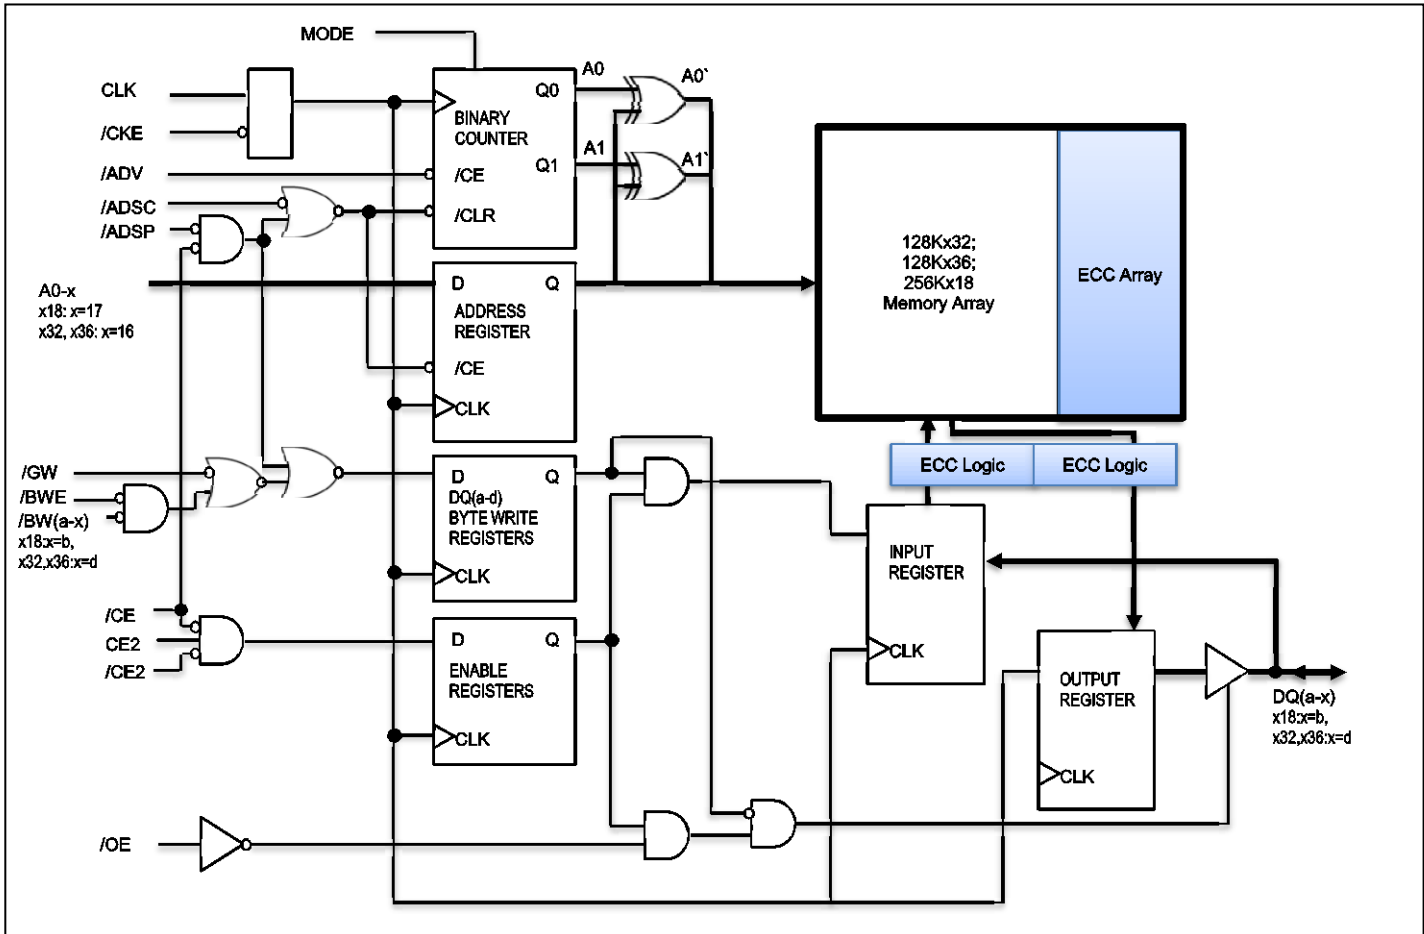 MODE
CLK
/CKE
/ADV
/ADSC
/ADSP
A0-x
x18: x=17
x32, x36: x=16
/GW
/BWE
/BW(a-x)
x18:x=b,
x32,x36:x=d
/CE
CE2
/CE2
/OE
BINARY
COUNTER
Q0
Q1
/CE
/CLR
A0
A0`
A1
A1`
D
Q
ADDRESS
REGISTER
/CE
CLK
D
Q
DQ(a-d)
BYTE WRITE
REGISTERS
CLK
D
Q
ENABLE
REGISTERS
CLK
128Kx32;
128Kx36;
256Kx18
Memory Array
ECC Array
ECC Logic
ECC Logic
INPUT
REGISTER
CLK
OUTPUT
REGISTER
CLK
DQ(a-x)
x18:x=b,
x32,x36:x=d